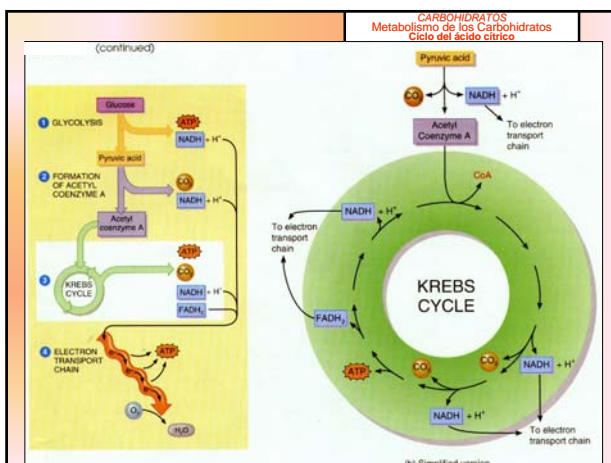 CARBOHIDRATOS
Metabolismo de los Carbohidratos
Ciclo del ácido cítrico
(continued)
Glucose
1 GLYCOLYSIS
ATP
NADH + H⁺
Pyruvic acid
2 FORMATION
OF ACETYL
COENZYME A
CO₂
NADH + H⁺
Acetyl
coenzyme A
3
KREBS
CYCLE
ATP
CO₂
NADH + H⁺
FADH₂
4 ELECTRON
TRANSPORT
CHAIN
ATP
O₂
H₂O
Pyruvic acid
CO₂
NADH + H⁺
To electron
transport
chain
Acetyl
Coenzyme A
CoA
NADH + H⁺
To electron
transport
chain
KREBS
CYCLE
FADH₂
CO₂
CO₂
NADH
+ H⁺
ATP
NADH + H⁺
To electron
transport chain
(b) Simplified version